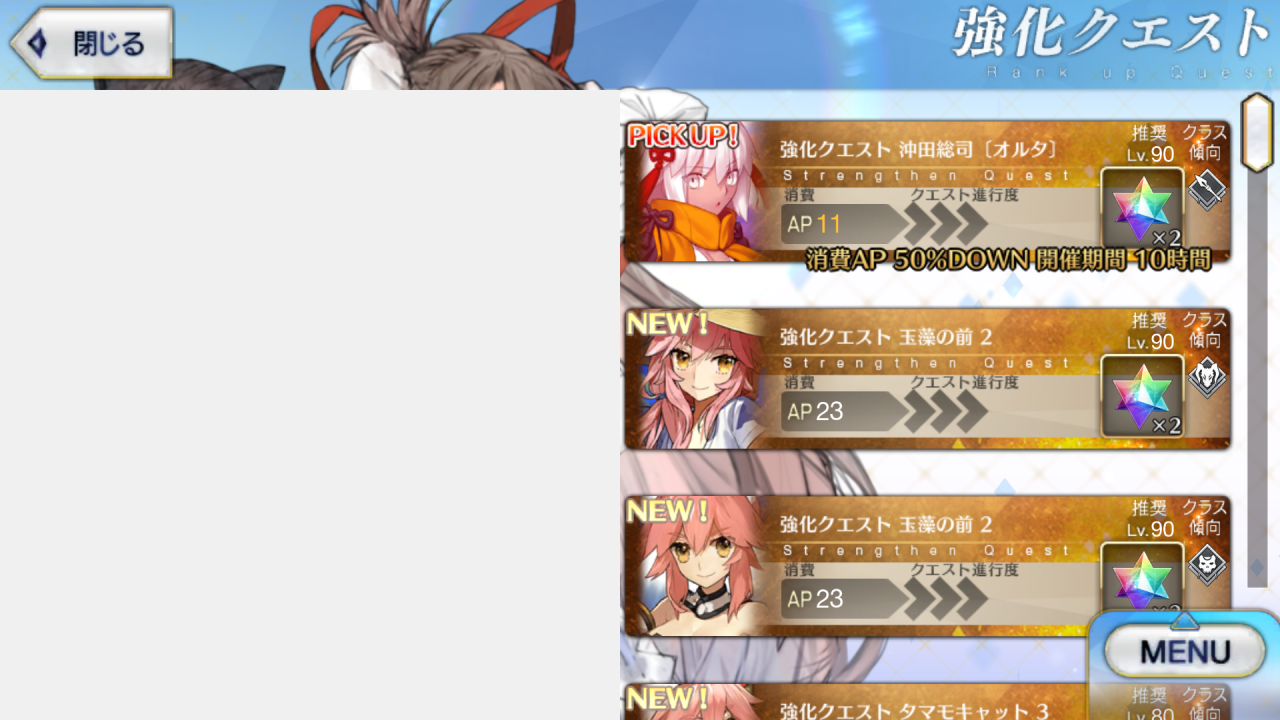 閉じる
強化クエスト
Rank up Quest
PICK UP!
強化クエスト 沖田総司〔オルタ〕
Strengthen Quest
推奨 クラス
Lv.90 傾向
消費 クエスト進行度
AP 11
×2
消費AP 50%DOWN 開催期間 10時間
NEW!
強化クエスト 玉藻の前 2
Strengthen Quest
推奨 クラス
Lv.90 傾向
消費 クエスト進行度
AP 23
×2
NEW!
強化クエスト 玉藻の前 2
Strengthen Quest
推奨 クラス
Lv.90 傾向
消費 クエスト進行度
AP 23
×2
MENU
NEW!
強化クエスト タマモキャット 3
推奨 クラス
Lv.80 傾向